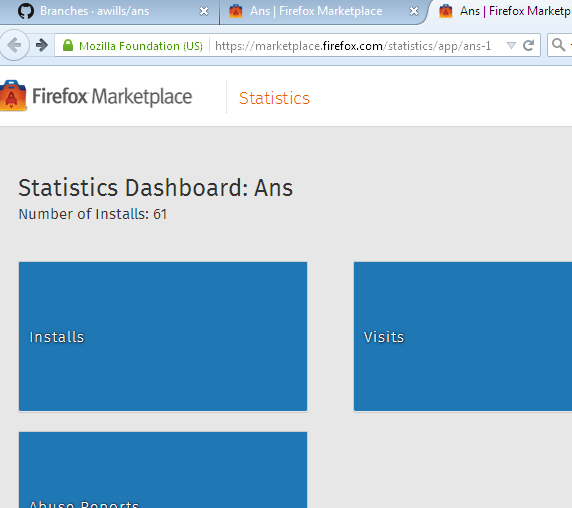 Branches · awills/ans
Ans | Firefox Marketplace
Ans | Firefox Marketp
Mozilla Foundation (US)
https://marketplace.firefox.com/statistics/app/ans-1
Firefox Marketplace
Statistics
Statistics Dashboard: Ans
Number of Installs: 61
Installs
Visits
Abuse Reports